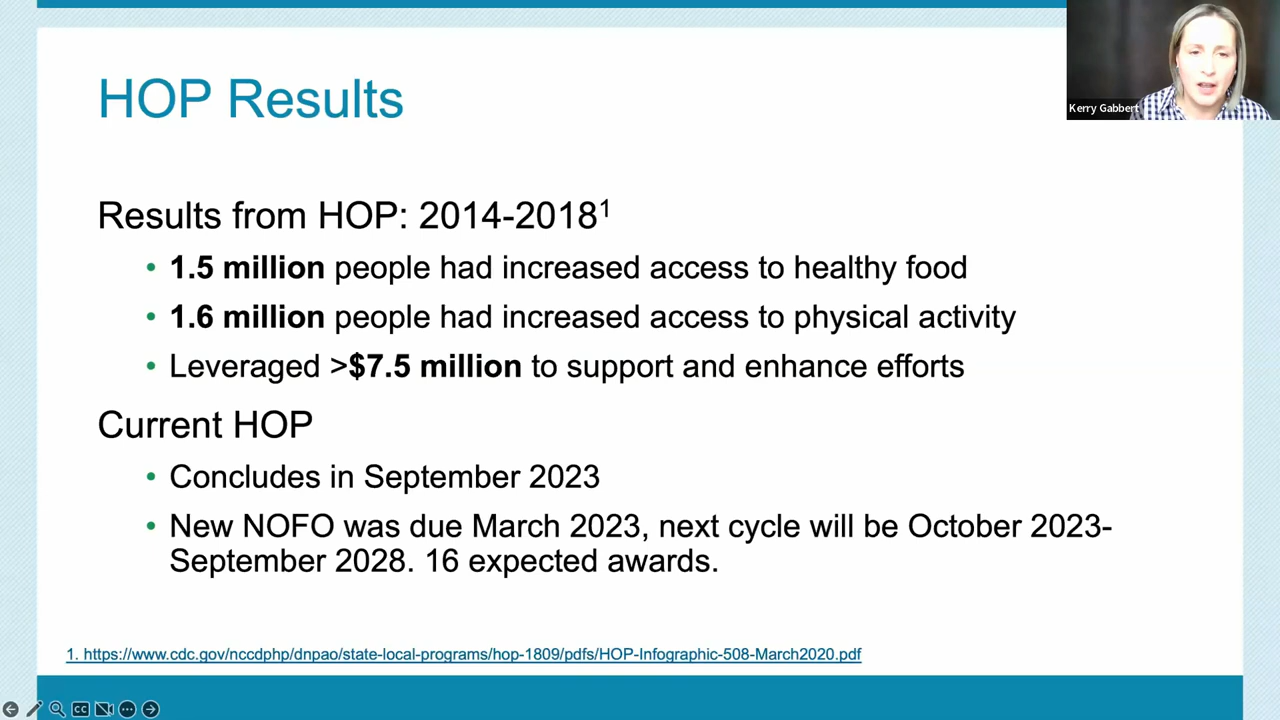 HOP Results
Kerry Gabbert
Results from HOP: 2014-2018¹
• 1.5 million people had increased access to healthy food
• 1.6 million people had increased access to physical activity
• Leveraged >$7.5 million to support and enhance efforts
Current HOP
• Concludes in September 2023
• New NOFO was due March 2023, next cycle will be October 2023-
September 2028. 16 expected awards.
1. https://www.cdc.gov/nccdphp/dnpao/state-local-programs/hop-1809/pdfs/HOP-Infographic-508-March2020.pdf
CC